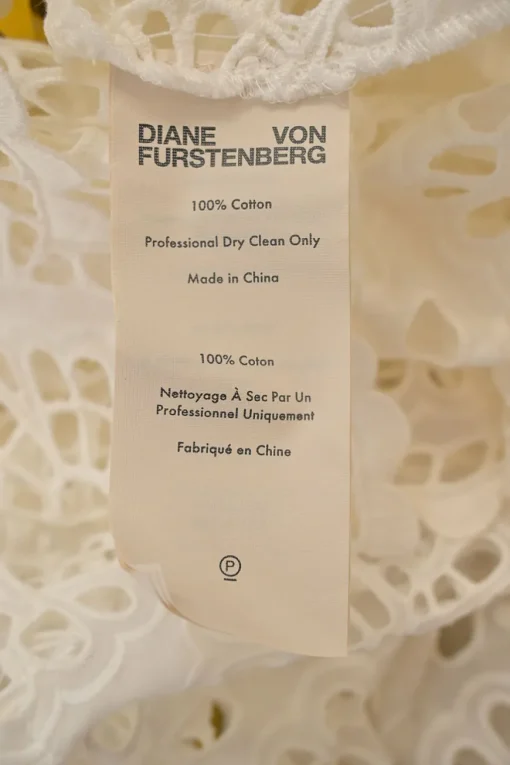 DIANE VON
FURSTENBERG
100% Cotton
Professional Dry Clean Only
Made in China
100% Coton
Nettoyage À Sec Par Un
Professionnel Uniquement
Fabriqué en Chine
P